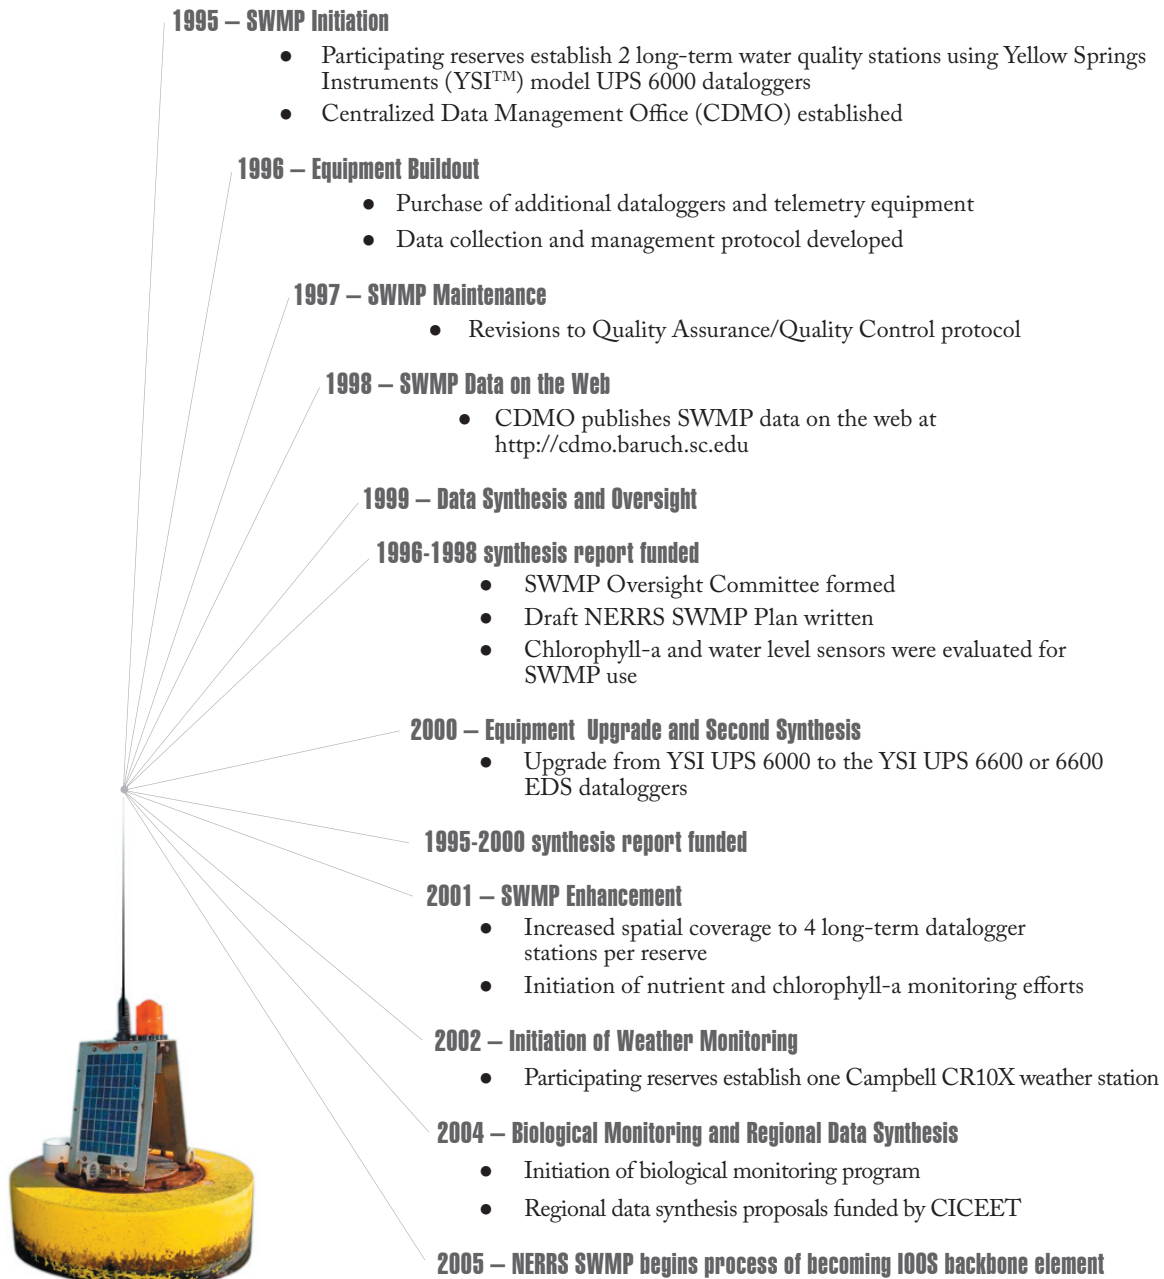 1995 – SWMP Initiation
● Participating reserves establish 2 long-term water quality stations using Yellow Springs
Instruments (YSI™) model UPS 6000 dataloggers
● Centralized Data Management Office (CDMO) established
1996 – Equipment Buildout
● Purchase of additional dataloggers and telemetry equipment
● Data collection and management protocol developed
1997 – SWMP Maintenance
● Revisions to Quality Assurance/Quality Control protocol
1998 – SWMP Data on the Web
● CDMO publishes SWMP data on the web at
http://cdmo.baruch.sc.edu
1999 – Data Synthesis and Oversight
1996-1998 synthesis report funded
● SWMP Oversight Committee formed
● Draft NERRS SWMP Plan written
● Chlorophyll-a and water level sensors were evaluated for
SWMP use
2000 – Equipment Upgrade and Second Synthesis
● Upgrade from YSI UPS 6000 to the YSI UPS 6600 or 6600
EDS dataloggers
1995-2000 synthesis report funded
2001 – SWMP Enhancement
● Increased spatial coverage to 4 long-term datalogger
stations per reserve
● Initiation of nutrient and chlorophyll-a monitoring efforts
2002 – Initiation of Weather Monitoring
● Participating reserves establish one Campbell CR10X weather station
2004 – Biological Monitoring and Regional Data Synthesis
● Initiation of biological monitoring program
● Regional data synthesis proposals funded by CICEET
2005 – NERRS SWMP begins process of becoming IOOS backbone element